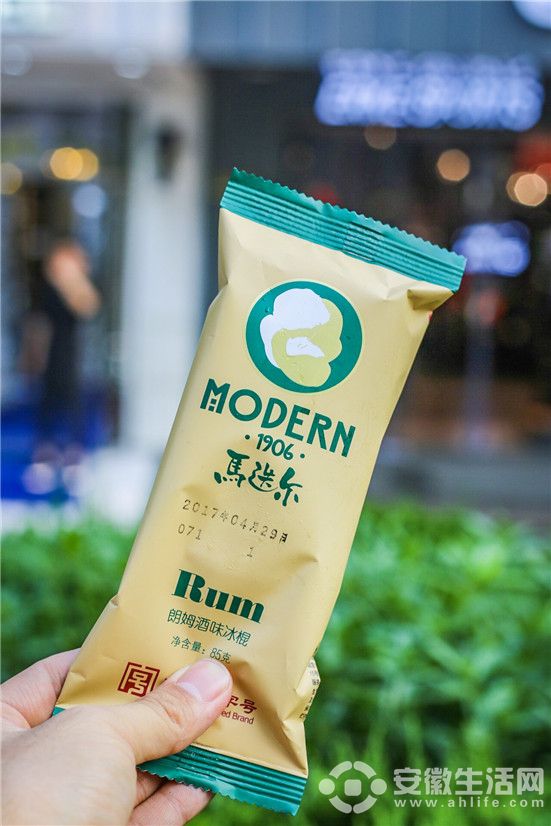 MODERN
·1906·
馬迭尔
2017年04月29日
071 1
Rum
朗姆酒味冰棍
净含量：85克
字号
ed Brand
安徽生活网
www.ahlife.com